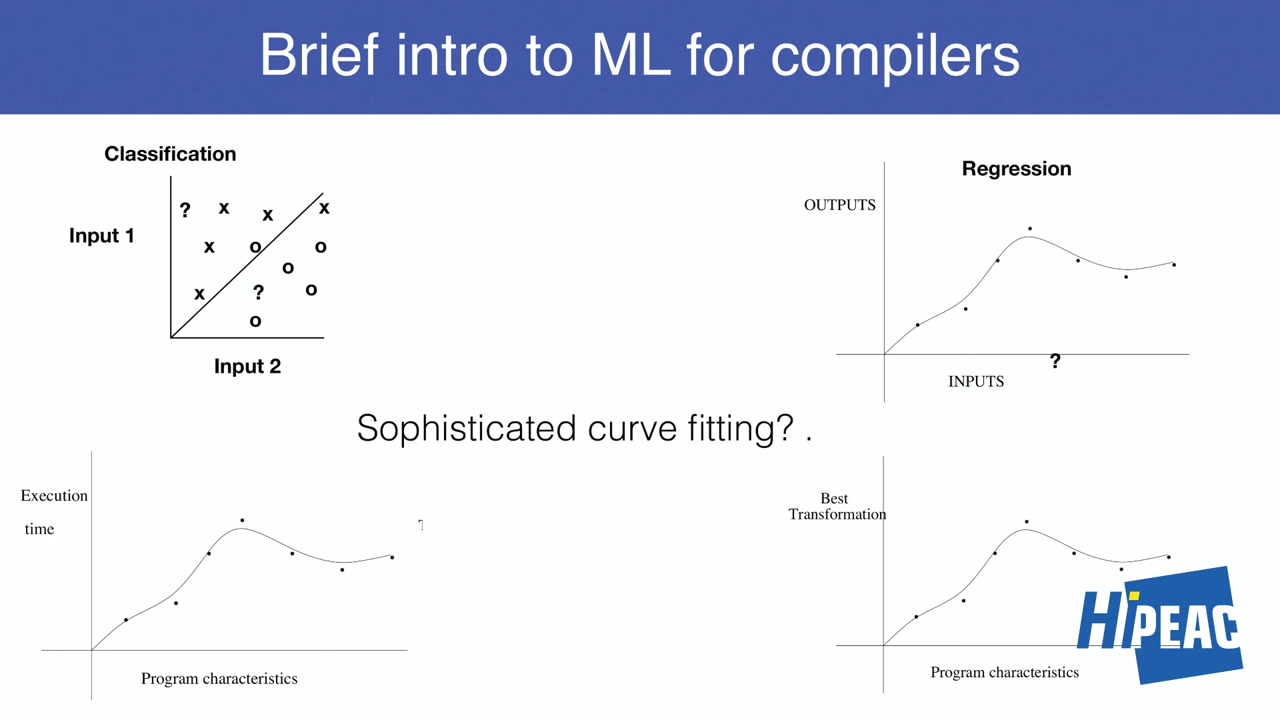 Brief intro to ML for compilers
Classification
Input 1
? x x x
x o o
o
x ? o
o
Input 2
Regression
OUTPUTS
?
INPUTS
Sophisticated curve fitting? .
Execution
time
Program characteristics
Best
Transformation
Program characteristics
HiPEAC